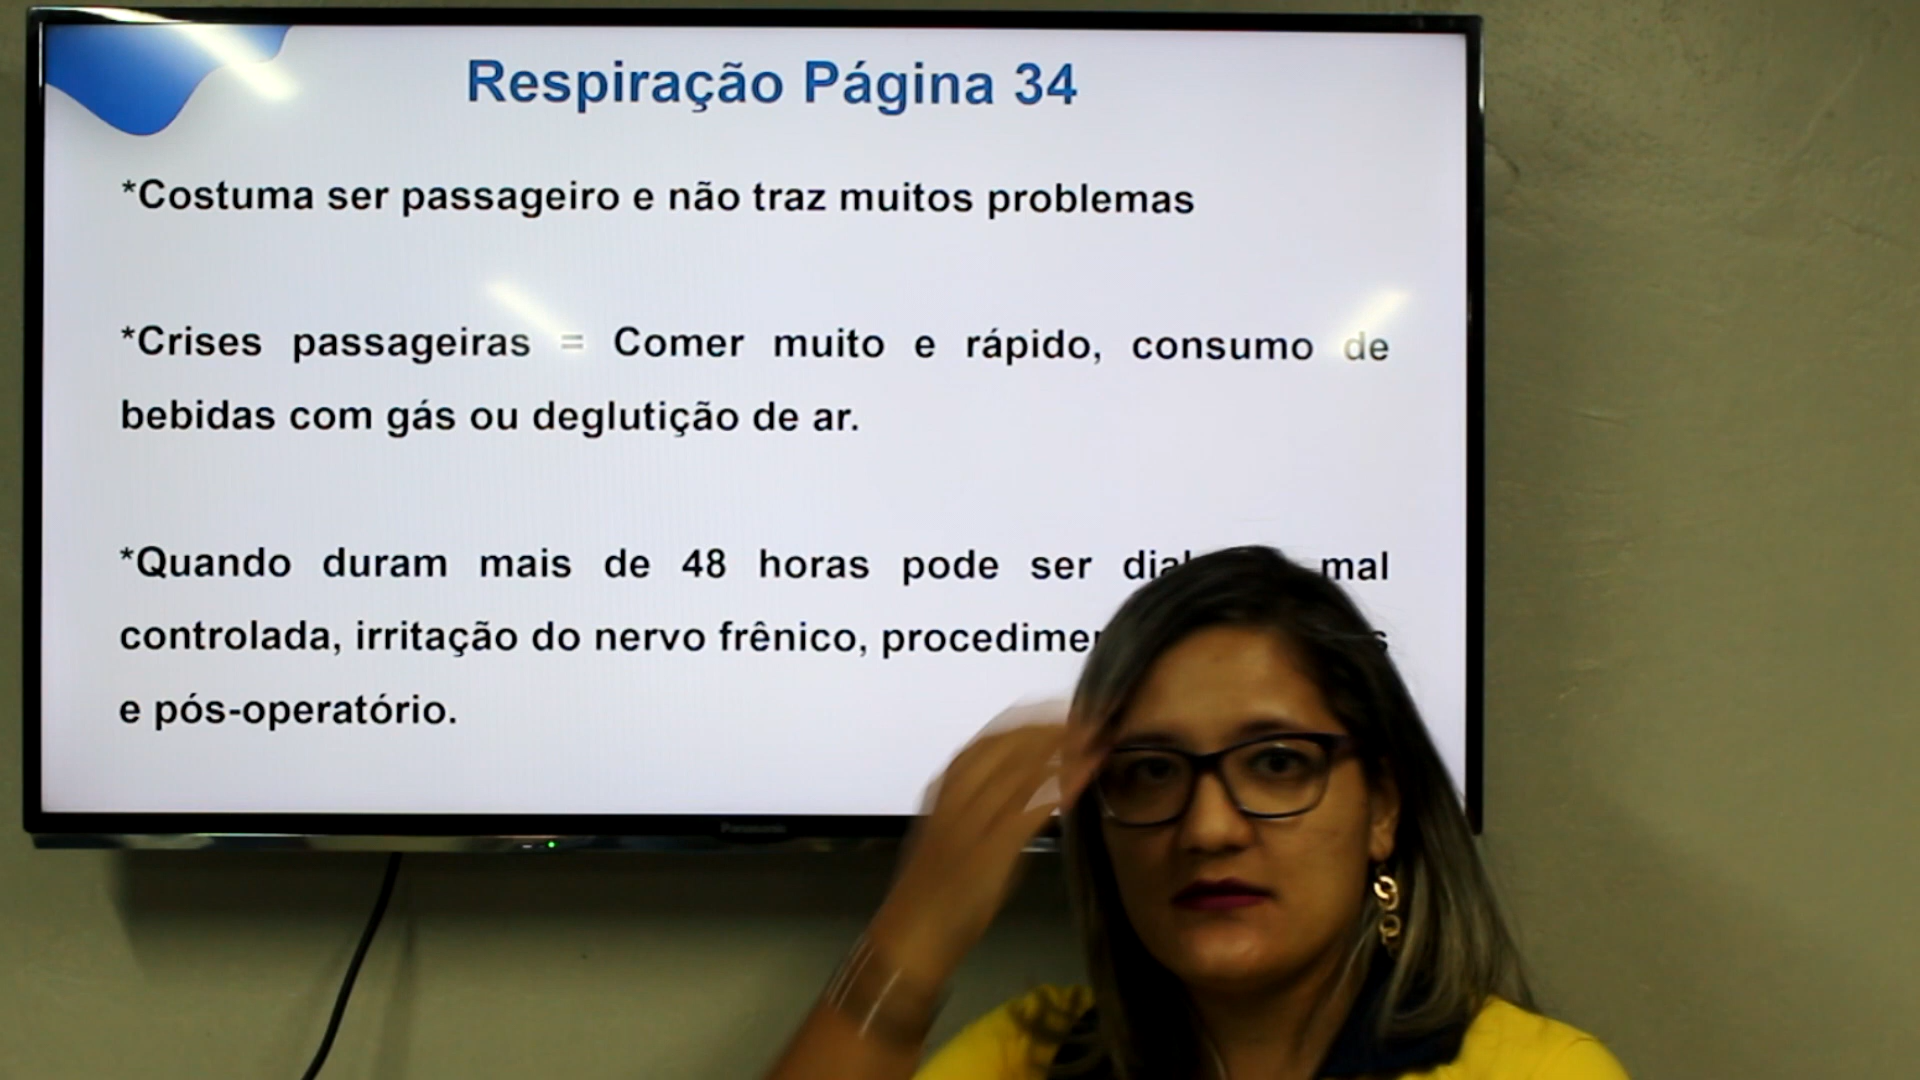 Respiração Página 34
*Costuma ser passageiro e não traz muitos problemas
*Crises passageiras = Comer muito e rápido, consumo de
bebidas com gás ou deglutição de ar.
*Quando duram mais de 48 horas pode ser mal
controlada, irritação do nervo frênico,
e pós-operatório.
Panasonic